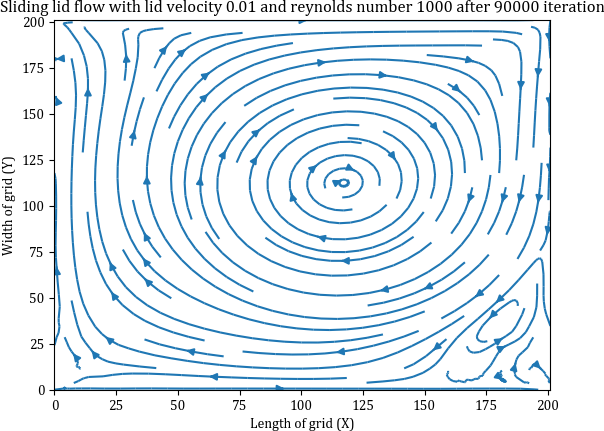 Sliding lid flow with lid velocity 0.01 and reynolds number 1000 after 90000 iteration
200
175
150
125
100
75
50
25
0
Width of grid (Y)
0 25 50 75 100 125 150 175 200
Length of grid (X)